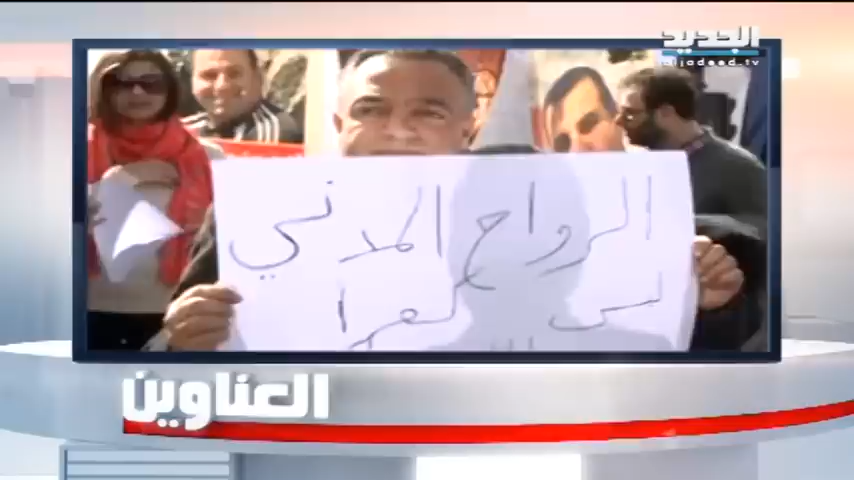 الجديد
aljadeed.tv
الزواج المدني
ليس كفرا
العناوين